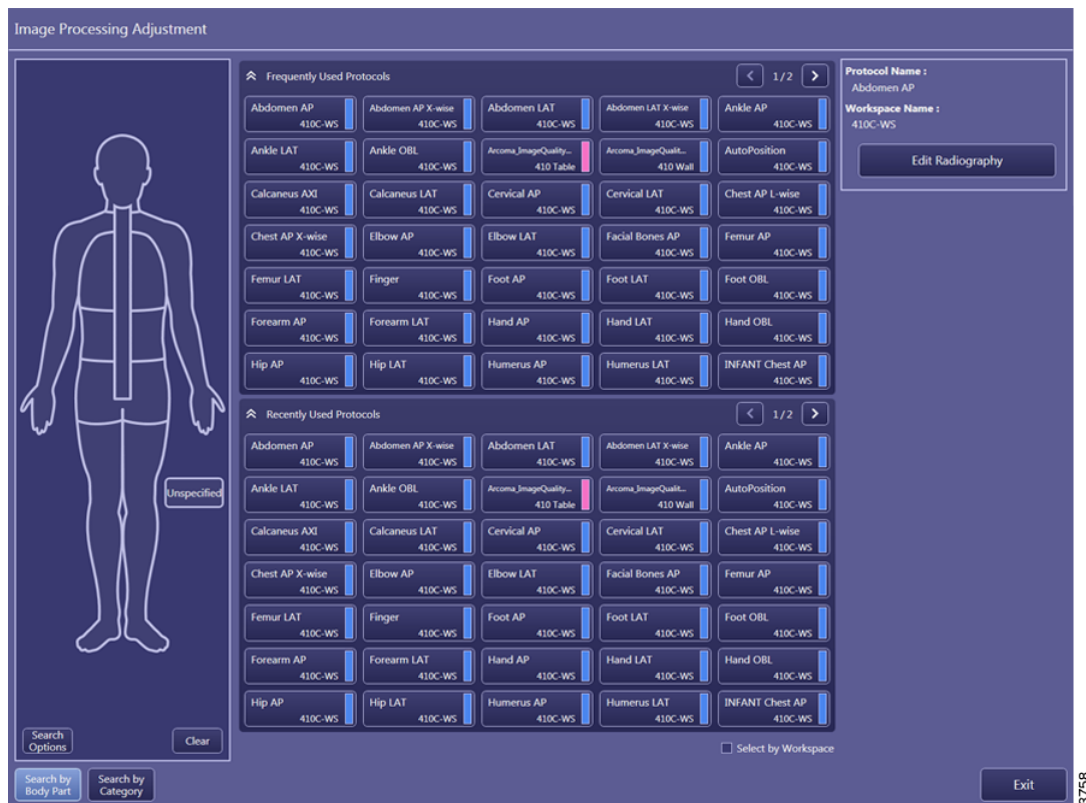 Image Processing Adjustment
Frequently Used Protocols
1/2
Abdomen AP
410C-WS
Abdomen AP X-wise
410C-WS
Abdomen LAT
410C-WS
Abdomen LAT X-wise
410C-WS
Ankle AP
410C-WS
Ankle LAT
410C-WS
Ankle OBL
410C-WS
Arcoma_ImageQuality...
410 Table
Arcoma_ImageQualit...
410 Wall
AutoPosition
410C-WS
Calcaneus AXI
410C-WS
Calcaneus LAT
410C-WS
Cervical AP
410C-WS
Cervical LAT
410C-WS
Chest AP L-wise
410C-WS
Chest AP X-wise
410C-WS
Elbow AP
410C-WS
Elbow LAT
410C-WS
Facial Bones AP
410C-WS
Femur AP
410C-WS
Femur LAT
410C-WS
Finger
410C-WS
Foot AP
410C-WS
Foot LAT
410C-WS
Foot OBL
410C-WS
Forearm AP
410C-WS
Forearm LAT
410C-WS
Hand AP
410C-WS
Hand LAT
410C-WS
Hand OBL
410C-WS
Hip AP
410C-WS
Hip LAT
410C-WS
Humerus AP
410C-WS
Humerus LAT
410C-WS
INFANT Chest AP
410C-WS
Recently Used Protocols
1/2
Abdomen AP
410C-WS
Abdomen AP X-wise
410C-WS
Abdomen LAT
410C-WS
Abdomen LAT X-wise
410C-WS
Ankle AP
410C-WS
Ankle LAT
410C-WS
Ankle OBL
410C-WS
Arcoma_ImageQuality...
410 Table
Arcoma_ImageQualit...
410 Wall
AutoPosition
410C-WS
Calcaneus AXI
410C-WS
Calcaneus LAT
410C-WS
Cervical AP
410C-WS
Cervical LAT
410C-WS
Chest AP L-wise
410C-WS
Chest AP X-wise
410C-WS
Elbow AP
410C-WS
Elbow LAT
410C-WS
Facial Bones AP
410C-WS
Femur AP
410C-WS
Femur LAT
410C-WS
Finger
410C-WS
Foot AP
410C-WS
Foot LAT
410C-WS
Foot OBL
410C-WS
Forearm AP
410C-WS
Forearm LAT
410C-WS
Hand AP
410C-WS
Hand LAT
410C-WS
Hand OBL
410C-WS
Hip AP
410C-WS
Hip LAT
410C-WS
Humerus AP
410C-WS
Humerus LAT
410C-WS
INFANT Chest AP
410C-WS
Select by Workspace
Protocol Name :
Abdomen AP
Workspace Name :
410C-WS
Edit Radiography
Unspecified
Search
Options
Clear
Search by
Body Part
Search by
Category
Exit